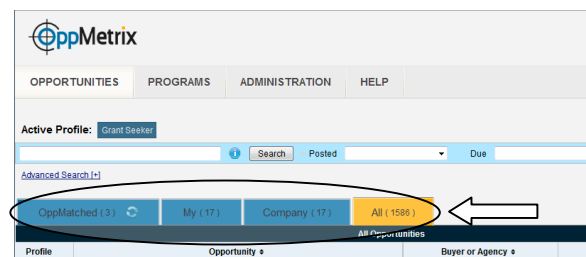 OppMetrix
OPPORTUNITIES PROGRAMS ADMINISTRATION HELP
Active Profile: Grant Seeker
Search Posted Due
Advanced Search [+]
OppMatched ( 3 ) My ( 17 ) Company ( 17 ) All ( 1586 )
All Opportunities
Profile Opportunity Buyer or Agency